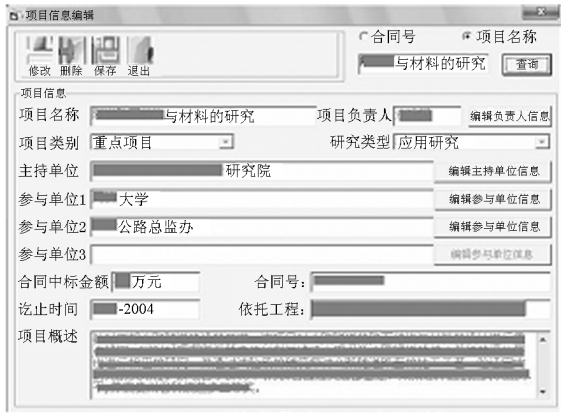 项目信息编辑
合同号 项目名称
修改 删除 保存 退出
与材料的研究 查询
项目信息
项目名称 与材料的研究 项目负责人 编辑负责人信息
项目类别 重点项目 研究类型 应用研究
主持单位 研究院 编辑主持单位信息
参与单位1 大学 编辑参与单位信息
参与单位2 公路总监办 编辑参与单位信息
参与单位3 编辑参与单位信息
合同中标金额 万元 合同号：
讫止时间 -2004 依托工程：
项目概述